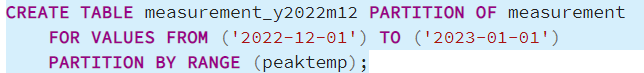 CREATE TABLE measurement_y2022m12 PARTITION OF measurement
    FOR VALUES FROM ('2022-12-01') TO ('2023-01-01')
    PARTITION BY RANGE (peaktemp);